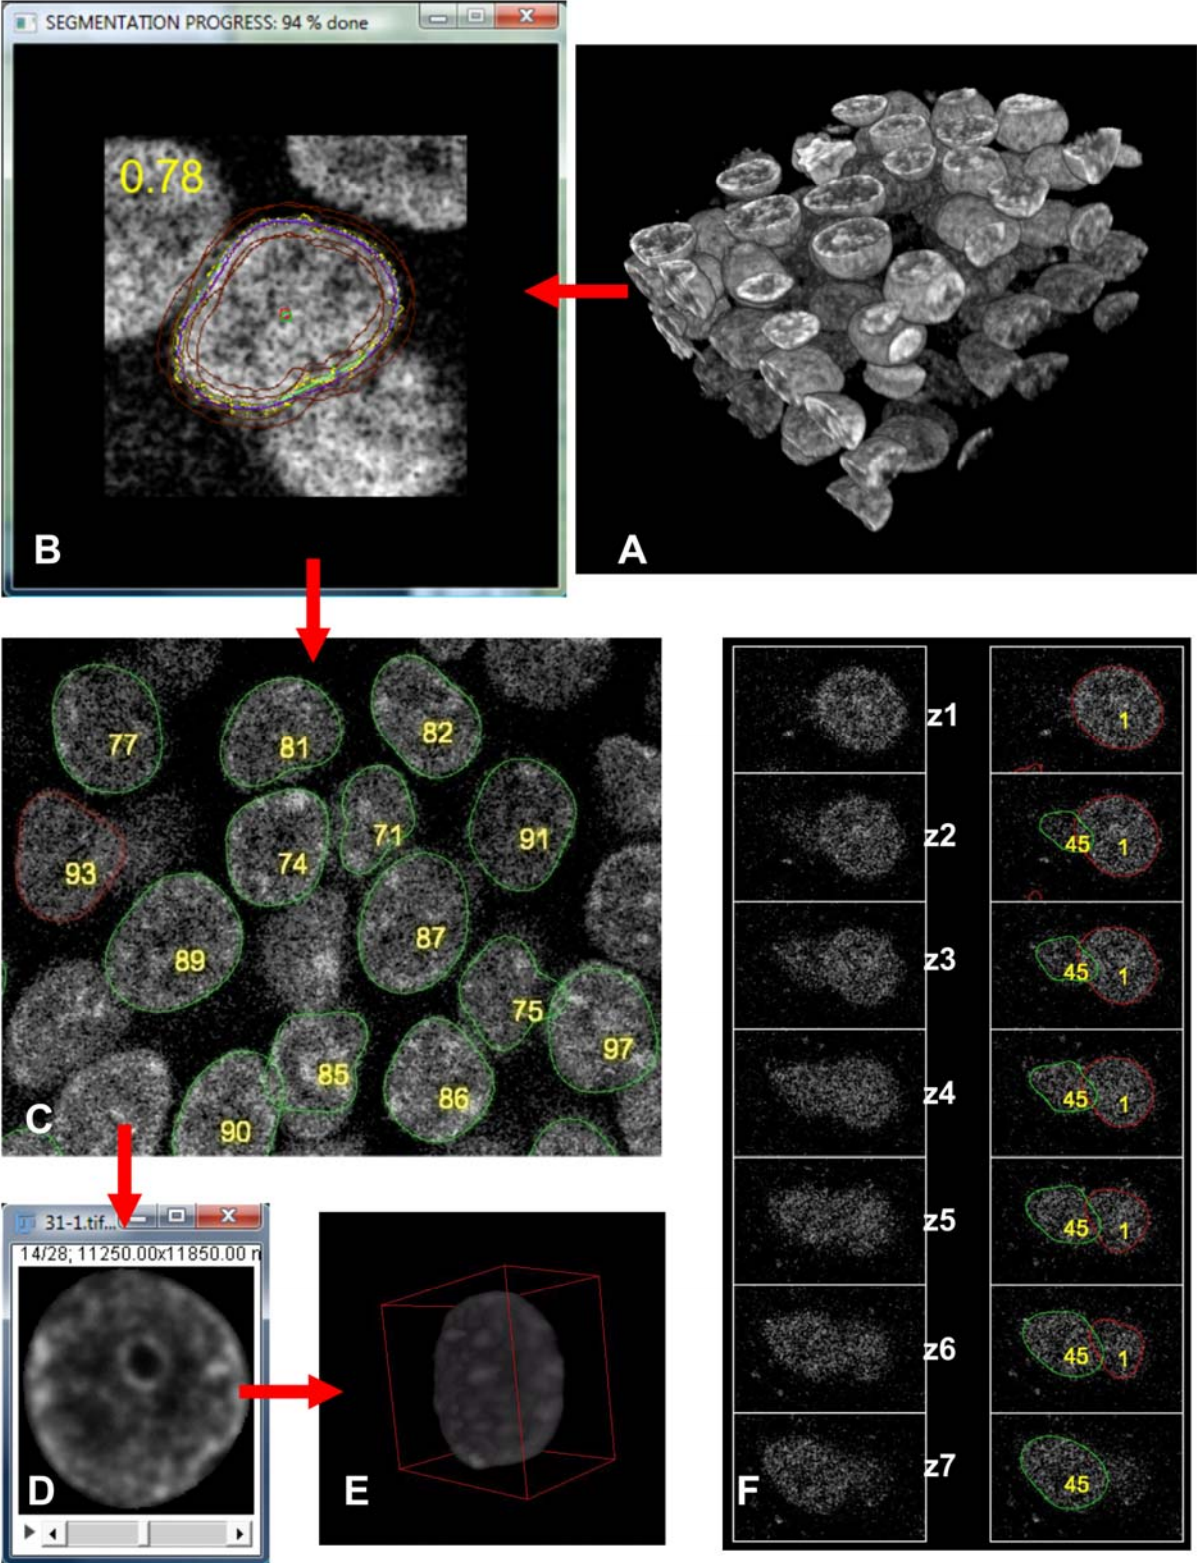 SEGMENTATION PROGRESS: 94 % done
0.78
B
A
77
81
82
71
91
93
74
89
87
75
97
85
86
90
C
31-1.tif...
14/28; 11250.00x11850.00 n
D
E
z1
1
z2
45
1
z3
45
1
z4
45
1
z5
45
1
z6
45
1
z7
45
F